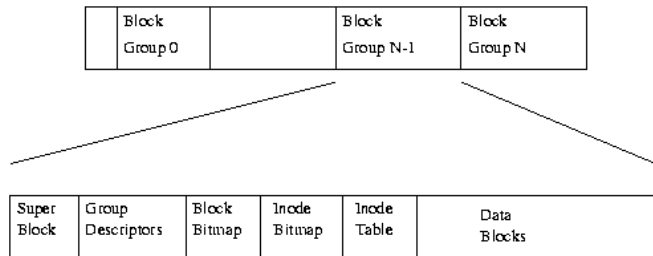 Block
Group 0
Block
Group N-1
Block
Group N
Super
Block
Group
Descriptors
Block
Bitmap
Inode
Bitmap
Inode
Table
Data
Blocks